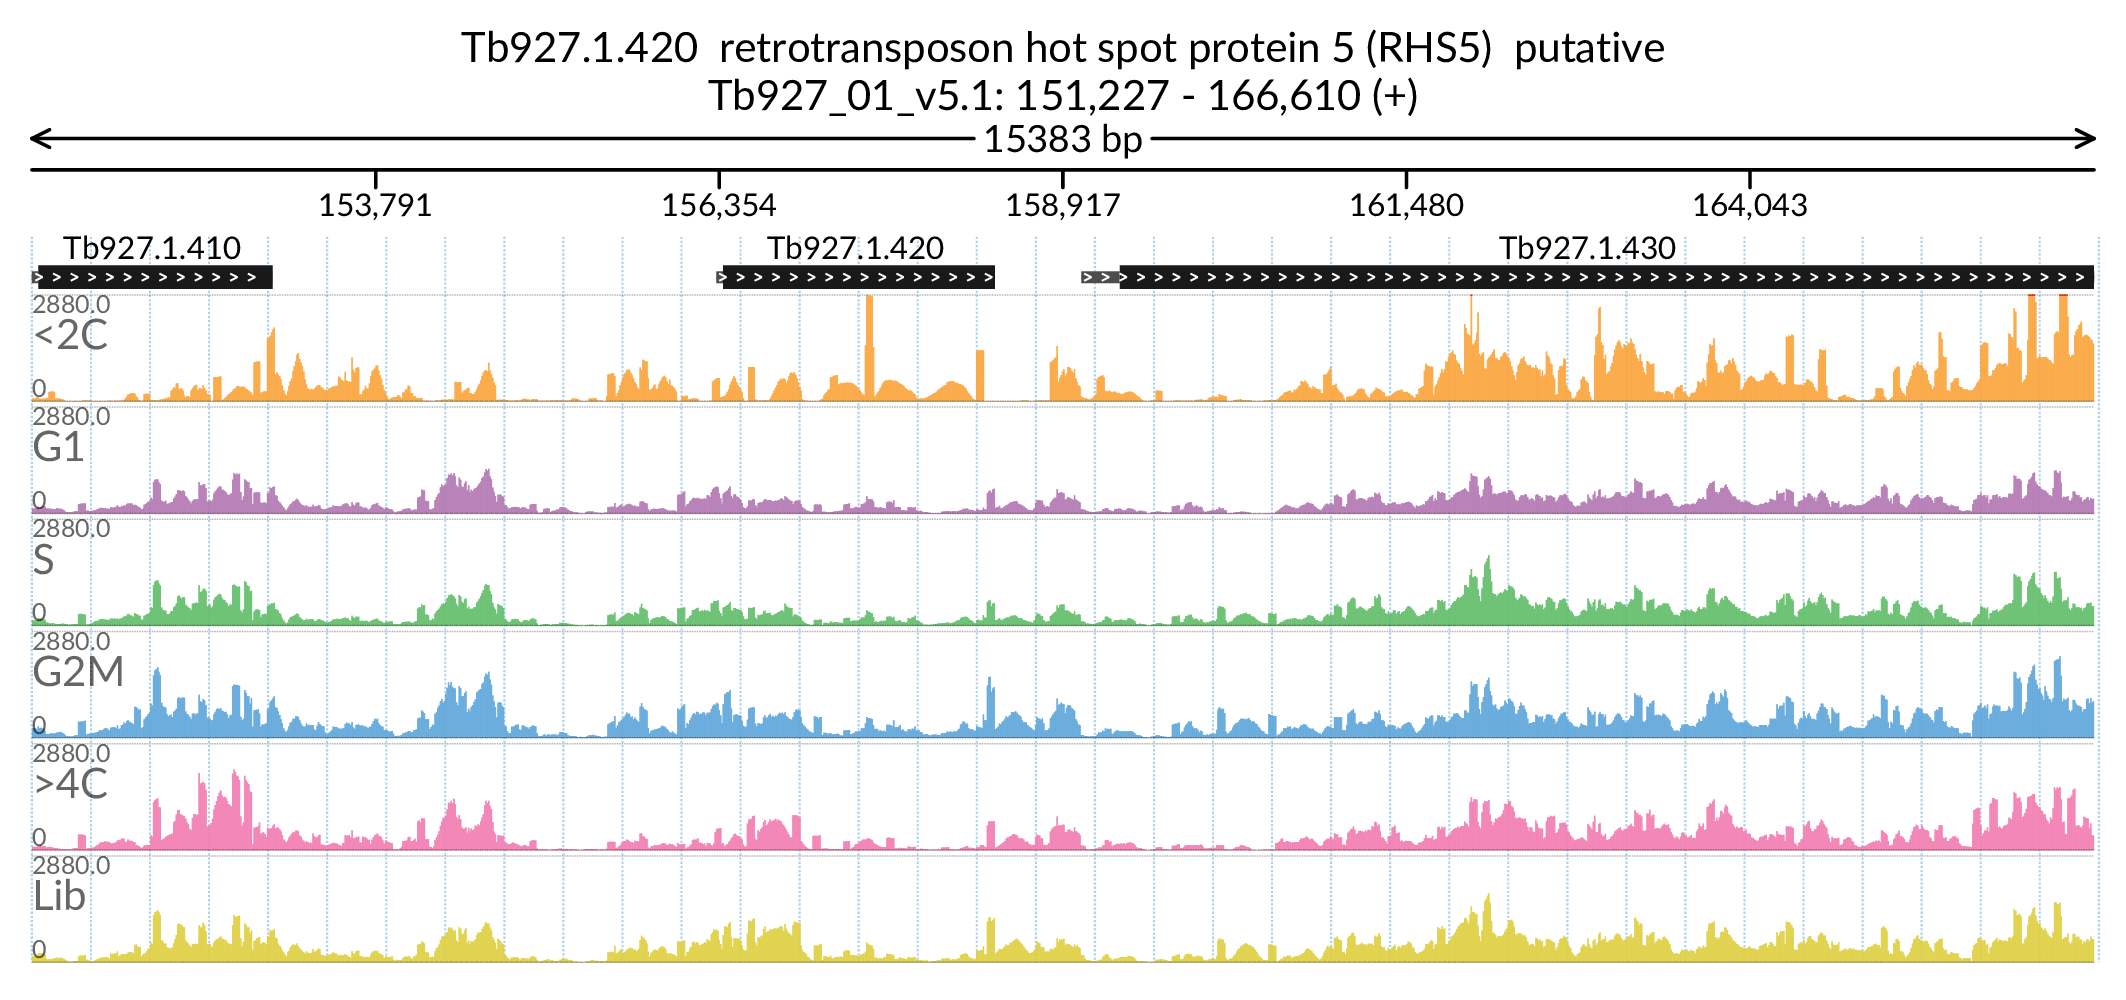 Tb927.1.420  retrotransposon hot spot protein 5 (RHS5)  putative
Tb927_01_v5.1: 151,227 - 166,610 (+)
15383 bp
153,791 156,354 158,917 161,480 164,043
Tb927.1.410 Tb927.1.420 Tb927.1.430
2880.0
<2C
0
2880.0
G1
0
2880.0
S
0
2880.0
G2M
0
2880.0
>4C
0
2880.0
Lib
0